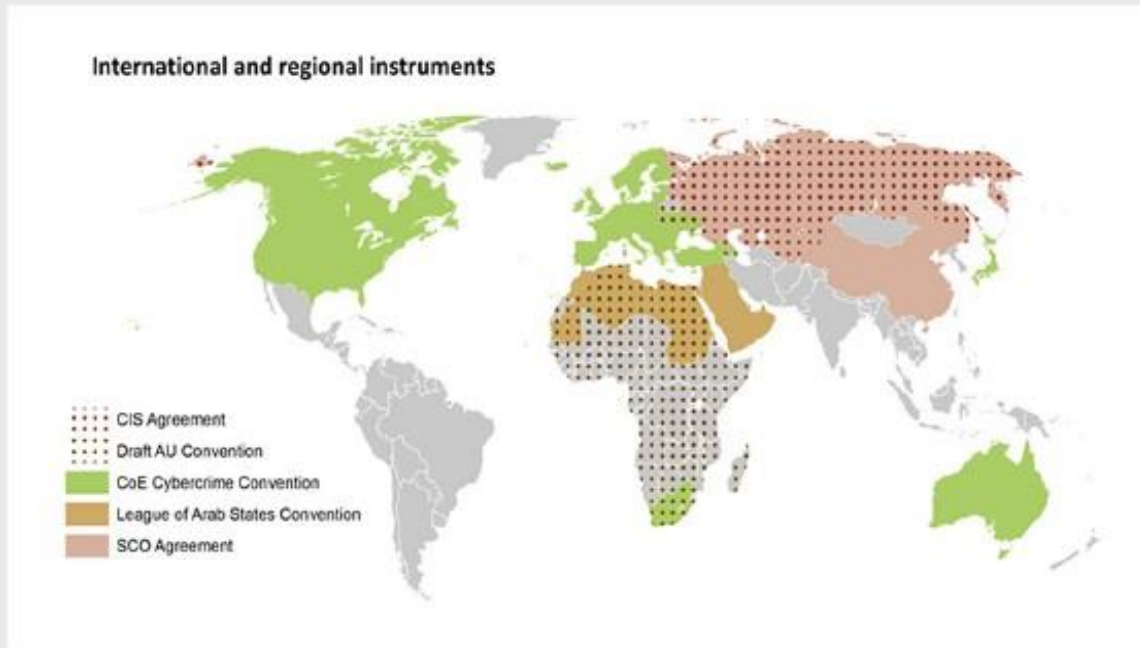 International and regional instruments
CIS Agreement
Draft AU Convention
CoE Cybercrime Convention
League of Arab States Convention
SCO Agreement